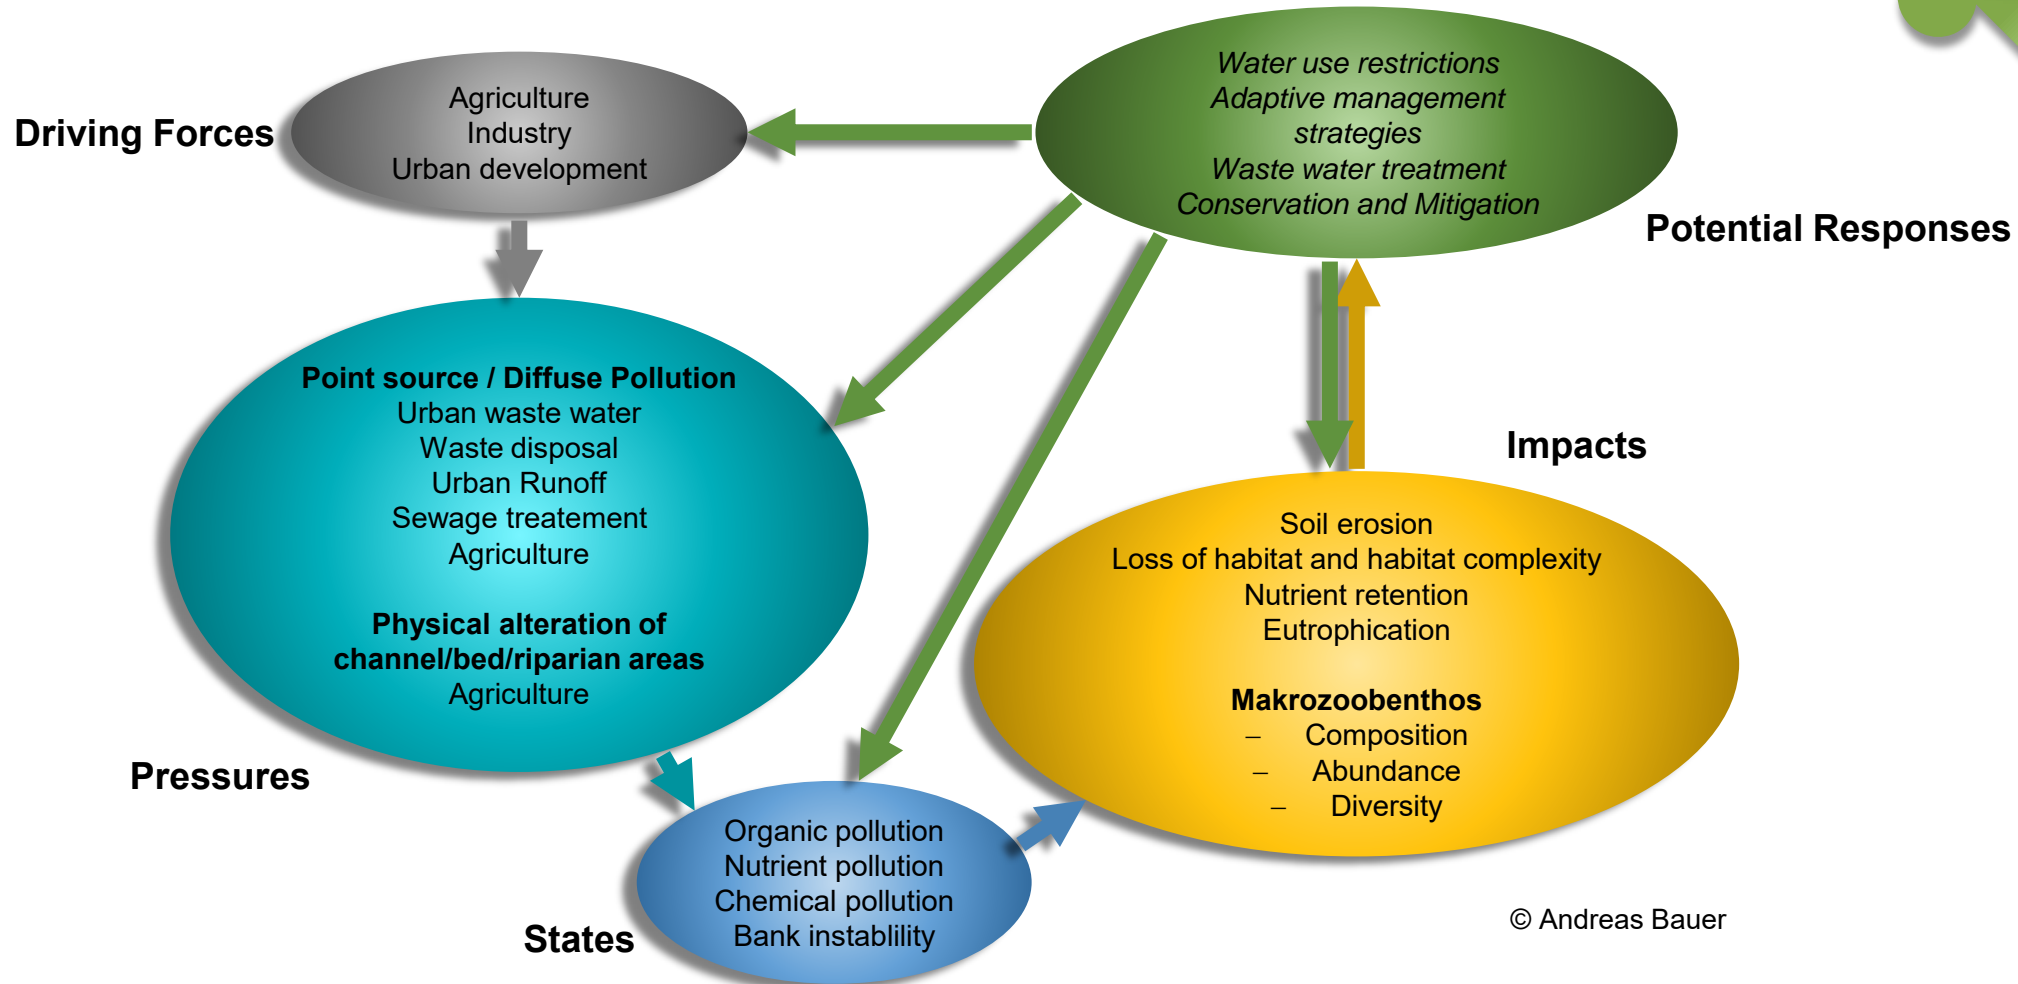 Driving Forces
Agriculture
Industry
Urban development
Water use restrictions
Adaptive management
strategies
Waste water treatment
Conservation and Mitigation
Potential Responses
Point source / Diffuse Pollution
Urban waste water
Waste disposal
Urban Runoff
Sewage treatement
Agriculture
Physical alteration of
channel/bed/riparian areas
Agriculture
Pressures
Impacts
Soil erosion
Loss of habitat and habitat complexity
Nutrient retention
Eutrophication
Makrozoobenthos
– Composition
– Abundance
– Diversity
Organic pollution
Nutrient pollution
Chemical pollution
Bank instablility
States
© Andreas Bauer